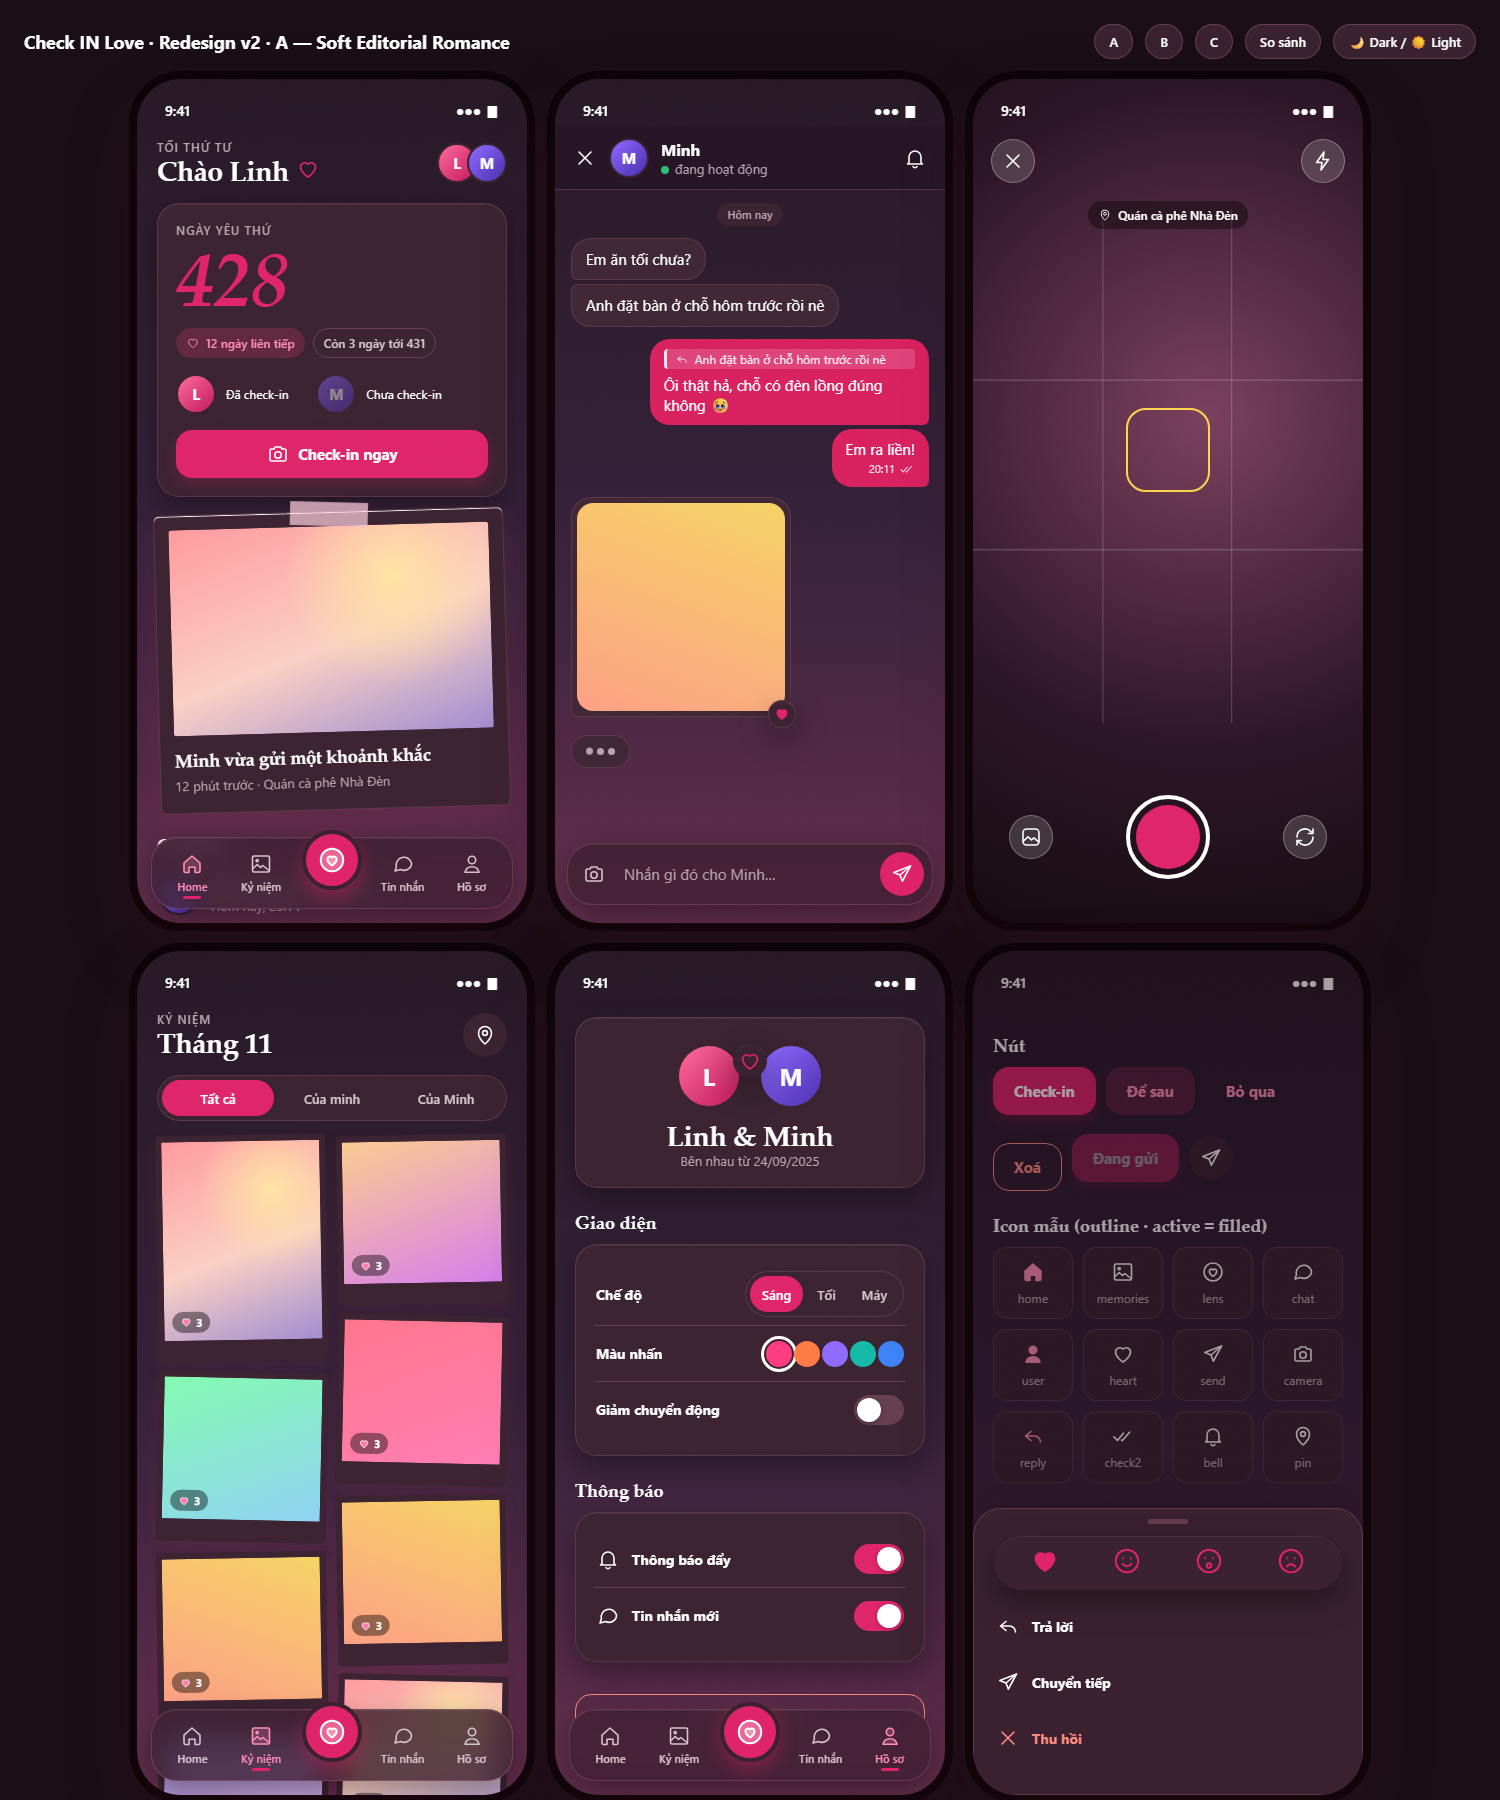 Check IN Love · Redesign v2 · A — Soft Editorial Romance
A
B
C
So sánh
🌙 Dark / ☀️ Light
9:41
TỐI THỨ TƯ
Chào Linh
L
M
NGÀY YÊU THỨ
428
12 ngày liên tiếp
Còn 3 ngày tới 431
L
Đã check-in
M
Chưa check-in
Check-in ngay
Minh vừa gửi một khoảnh khắc
12 phút trước · Quán cà phê Nhà Đèn
Home
Kỷ niệm
Tin nhắn
Hồ sơ
9:41
M
Minh
đang hoạt động
Hôm nay
Em ăn tối chưa?
Anh đặt bàn ở chỗ hôm trước rồi nè
Anh đặt bàn ở chỗ hôm trước rồi nè
Ôi thật hả, chỗ có đèn lồng đúng
không 🥹
Em ra liền!
20:11
Nhắn gì đó cho Minh...
9:41
Quán cà phê Nhà Đèn
9:41
KỶ NIỆM
Tháng 11
Tất cả
Của mình
Của Minh
3
3
3
3
3
3
Home
Kỷ niệm
Tin nhắn
Hồ sơ
9:41
L
M
Linh & Minh
Bên nhau từ 24/09/2025
Giao diện
Chế độ
Sáng
Tối
Máy
Màu nhấn
Giảm chuyển động
Thông báo
Thông báo đẩy
Tin nhắn mới
Home
Kỷ niệm
Tin nhắn
Hồ sơ
9:41
Nút
Check-in
Để sau
Bỏ qua
Xoá
Đang gửi
Icon mẫu (outline · active = filled)
home
memories
lens
chat
user
heart
send
camera
reply
check2
bell
pin
Trả lời
Chuyển tiếp
Thu hồi